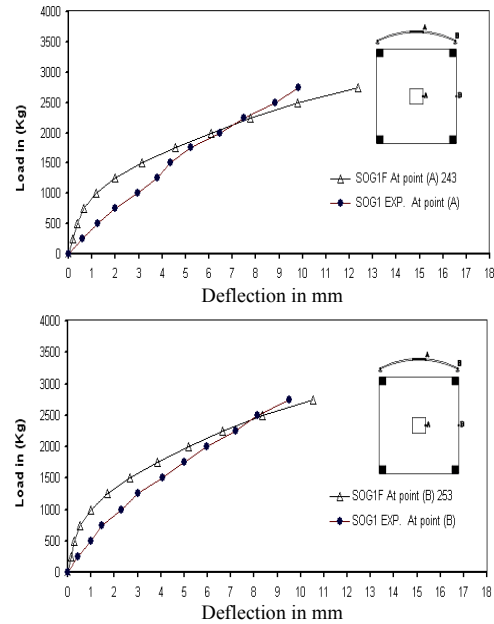 4000
3500
3000
2500
2000
1500
1000
500
0
Load in (Kg)
0 1 2 3 4 5 6 7 8 9 10 11 12 13 14 15 16 17 18
Deflection in mm
A
B
A
B
SOG1F At point (A) 243
SOG1 EXP. At point (A)
4000
3500
3000
2500
2000
1500
1000
500
0
Load in (Kg)
0 1 2 3 4 5 6 7 8 9 10 11 12 13 14 15 16 17 18
Deflection in mm
A
B
A
B
SOG1F At point (B) 253
SOG1 EXP. At point (B)